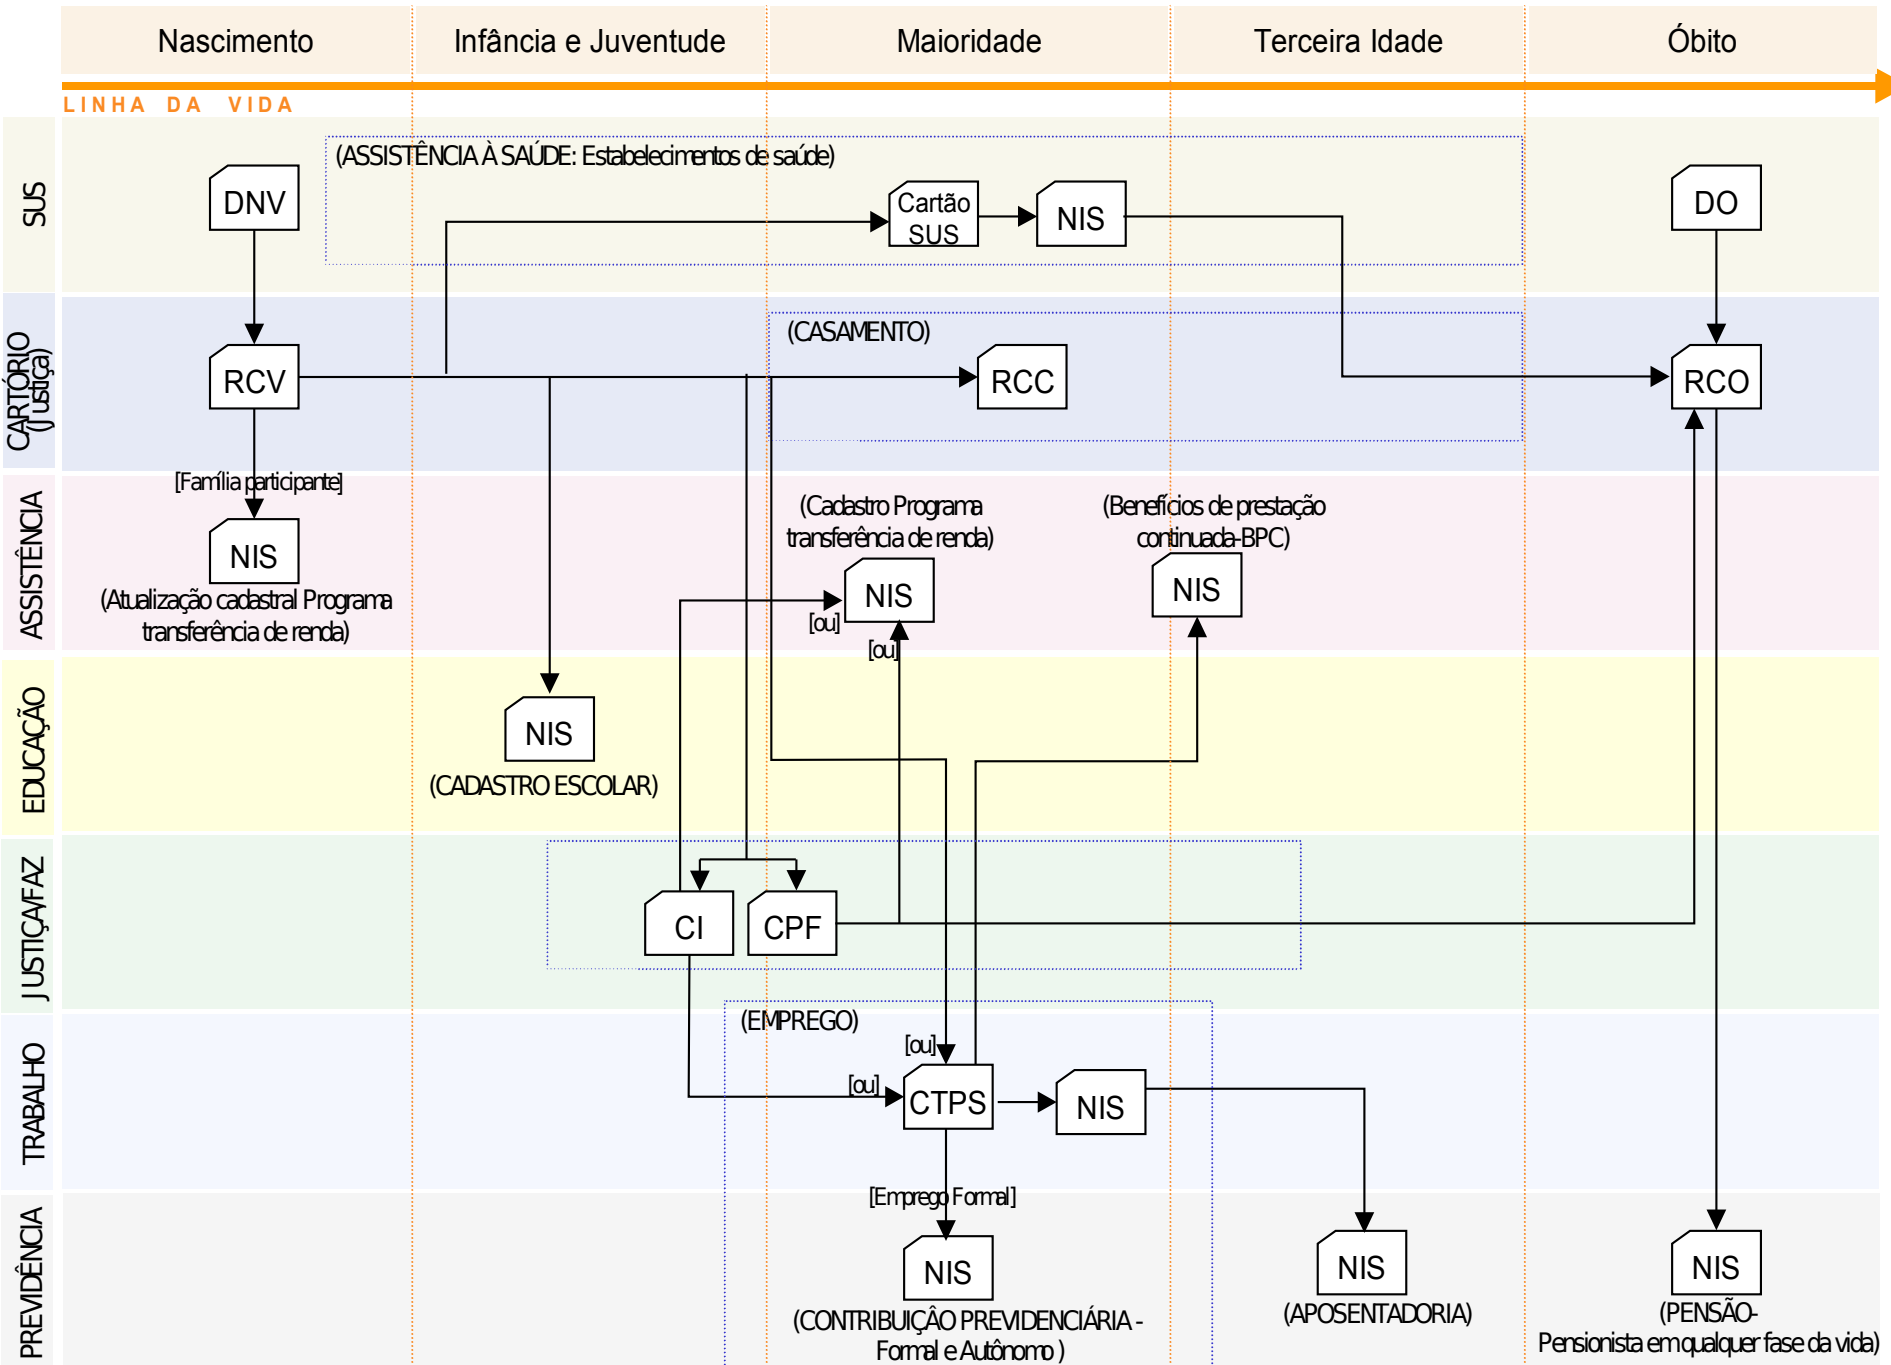 Nascimento
Infância e Juventude
Maioridade
Terceira Idade
Óbito
LINHA DA VIDA
SUS
(ASSISTÊNCIA À SAÚDE: Estabelecimentos de saúde)
DNV
Cartão
SUS
NIS
DO
CARTÓRIO
(Justiça)
(CASAMENTO)
RCV
RCC
RCO
ASSISTÊNCIA
[Família participante]
NIS
(Atualização cadastral Programa
transferência de renda)
(Cadastro Programa
transferência de renda)
NIS
[ou]
[ou]
(Benefícios de prestação
continuada-BPC)
NIS
EDUCAÇÃO
NIS
(CADASTRO ESCOLAR)
JUSTIÇA/FAZ
CI
CPF
TRABALHO
(EMPREGO)
[ou]
[ou]
CTPS
NIS
PREVIDÊNCIA
[Emprego Formal]
NIS
(CONTRIBUIÇÂO PREVIDENCIÁRIA -
Formal e Autônomo )
NIS
(APOSENTADORIA)
NIS
(PENSÃO-
Pensionista em qualquer fase da vida)